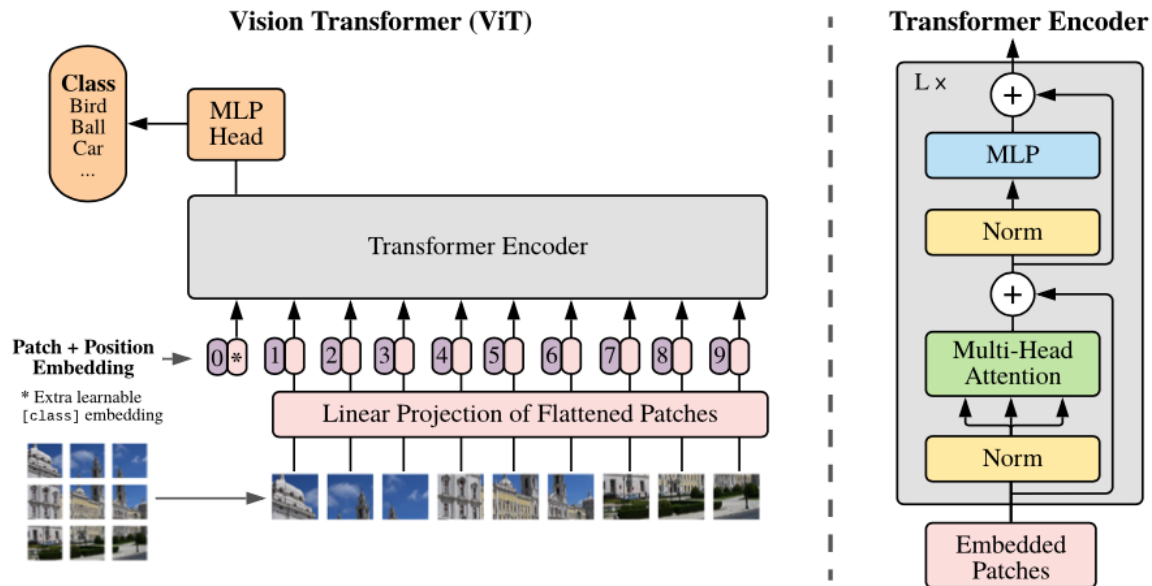 Vision Transformer (ViT)
Class
Bird
Ball
Car
...
MLP
Head
Transformer Encoder
Patch + Position
Embedding
0 * 1 2 3 4 5 6 7 8 9
* Extra learnable
[class] embedding
Linear Projection of Flattened Patches
Transformer Encoder
L x
+
MLP
Norm
+
Multi-Head
Attention
Norm
Embedded
Patches